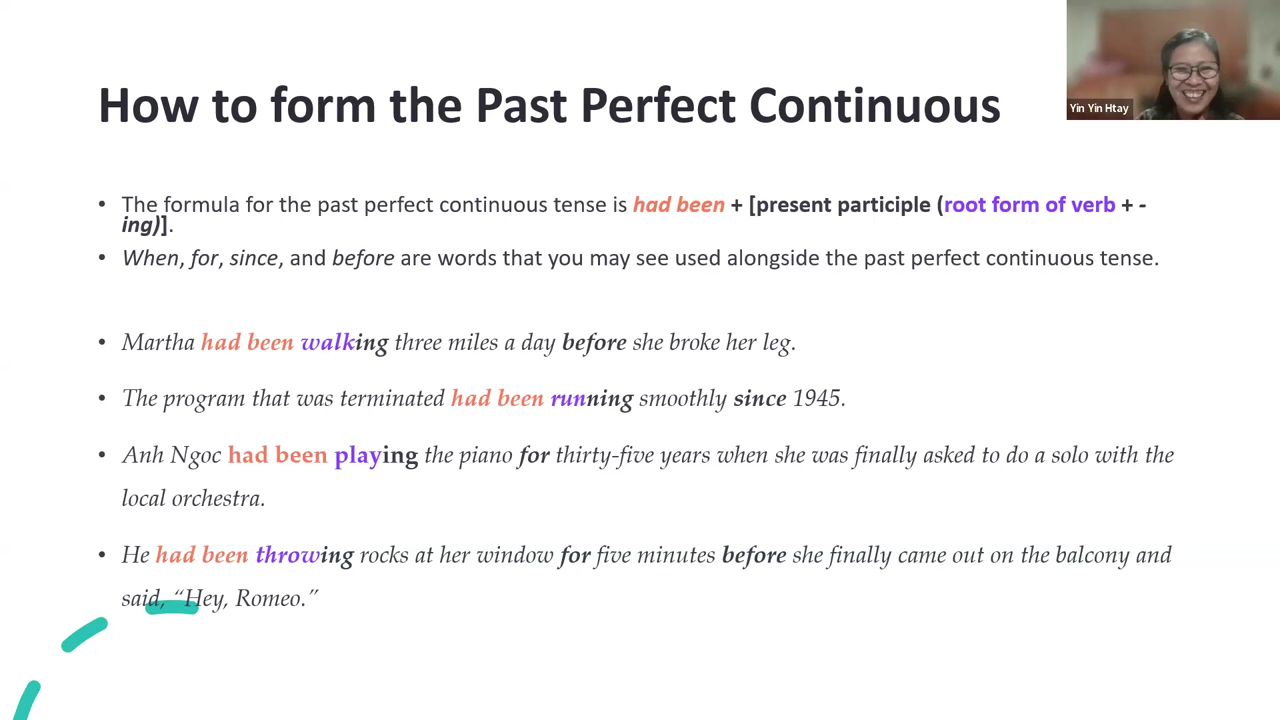 How to form the Past Perfect Continuous
Yin Yin Htay
• The formula for the past perfect continuous tense is had been + [present participle (root form of verb + -
ing)].
• When, for, since, and before are words that you may see used alongside the past perfect continuous tense.
• Martha had been walking three miles a day before she broke her leg.
• The program that was terminated had been running smoothly since 1945.
• Anh Ngoc had been playing the piano for thirty-five years when she was finally asked to do a solo with the
local orchestra.
• He had been throwing rocks at her window for five minutes before she finally came out on the balcony and
said, “Hey, Romeo.”